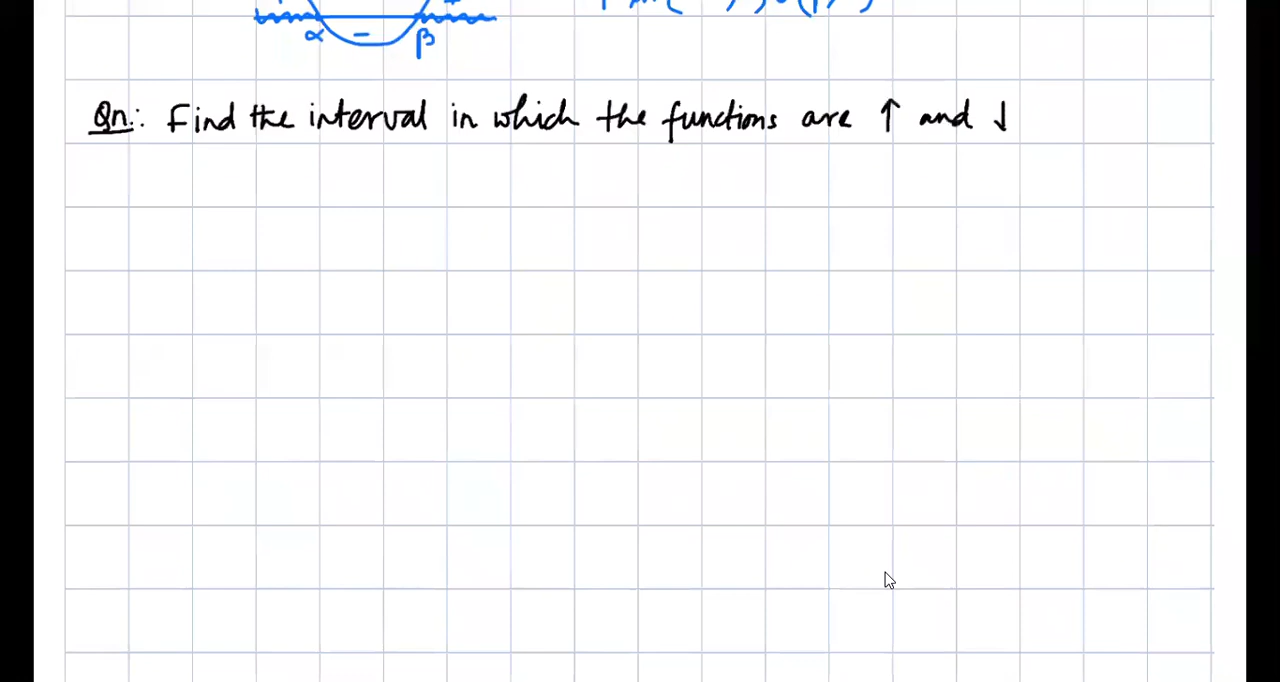 α - β
Qn:- Find the interval in which the functions are ↑ and ↓